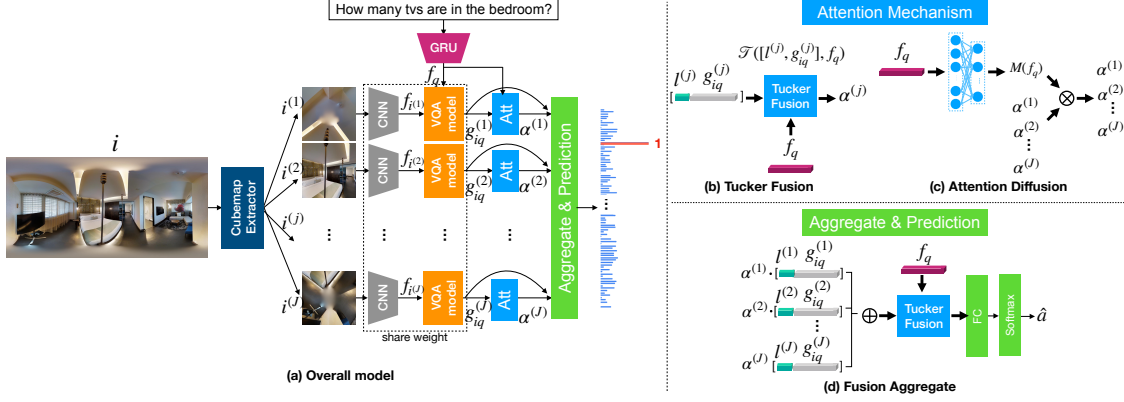 How many tvs are in the bedroom?
GRU
f_q
i
Cubemap
Extractor
i^(1)
i^(2)
i^(j)
i^(J)
CNN
f_i^(1)
VQA
model
g_iq^(1)
Att
α^(1)
CNN
f_i^(2)
VQA
model
g_iq^(2)
Att
α^(2)
⋮
⋮
⋮
CNN
f_i^(J)
VQA
model
g_iq^(J)
Att
α^(J)
share weight
Aggregate & Prediction
⋮
1
(a) Overall model
Attention Mechanism
𝒯([l^(j), g_iq^(j)], f_q)
l^(j) g_iq^(j)
[ ]
Tucker
Fusion
α^(j)
f_q
(b) Tucker Fusion
f_q
M(f_q)
α^(1)
α^(2)
⋮
α^(J)
⊗
α^(1)
α^(2)
⋮
α^(J)
(c) Attention Diffusion
Aggregate & Prediction
l^(1) g_iq^(1)
α^(1)·[ ]
l^(2) g_iq^(2)
α^(2)·[ ]
⋮
l^(J) g_iq^(J)
α^(J)·[ ]
⊕
f_q
Tucker
Fusion
FC
Softmax
â
(d) Fusion Aggregate